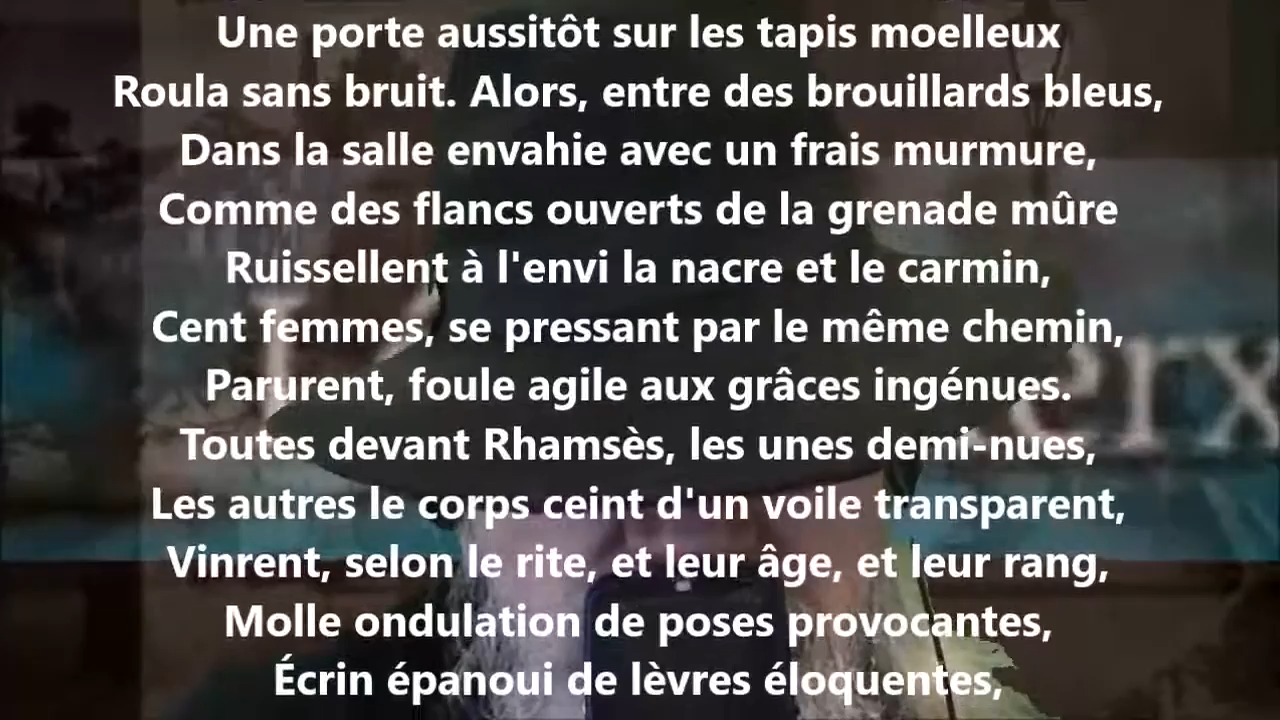 Une porte aussitôt sur les tapis moelleux
Roula sans bruit. Alors, entre des brouillards bleus,
Dans la salle envahie avec un frais murmure,
Comme des flancs ouverts de la grenade mûre
Ruissellent à l'envi la nacre et le carmin,
Cent femmes, se pressant par le même chemin,
Parurent, foule agile aux grâces ingénues.
Toutes devant Rhamsès, les unes demi-nues,
Les autres le corps ceint d'un voile transparent,
Vinrent, selon le rite, et leur âge, et leur rang,
Molle ondulation de poses provocantes,
Écrin épanoui de lèvres éloquentes,